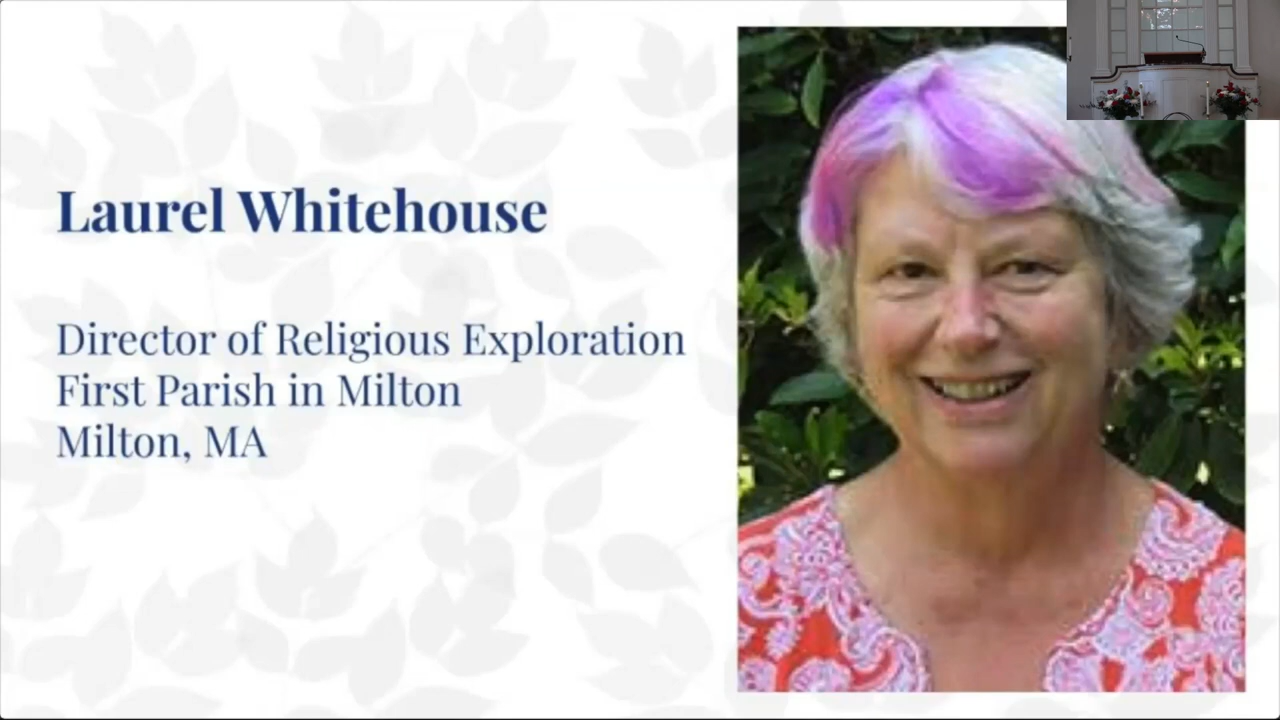 Laurel Whitehouse
Director of Religious Exploration
First Parish in Milton
Milton, MA